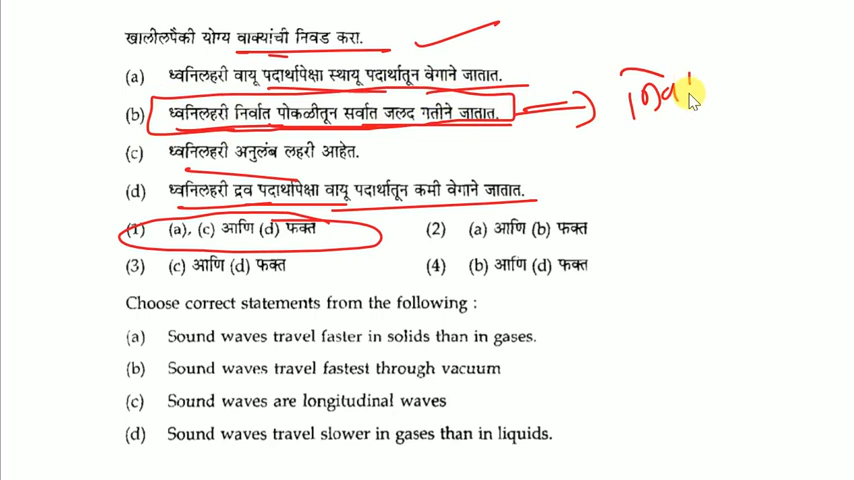 खालीलपैकी योग्य वाक्यांची निवड करा.
(a) ध्वनिलहरी वायू पदार्थापेक्षा स्थायू पदार्थातून वेगाने जातात.
(b) ध्वनिलहरी निर्वात पोकळीतून सर्वात जलद गतीने जातात.
(c) ध्वनिलहरी अनुलंब लहरी आहेत.
(d) ध्वनिलहरी द्रव पदार्थापेक्षा वायू पदार्थातून कमी वेगाने जातात.
(1) (a), (c) आणि (d) फक्त (2) (a) आणि (b) फक्त
(3) (c) आणि (d) फक्त (4) (b) आणि (d) फक्त
Choose correct statements from the following :
(a) Sound waves travel faster in solids than in gases.
(b) Sound waves travel fastest through vacuum
(c) Sound waves are longitudinal waves
(d) Sound waves travel slower in gases than in liquids.